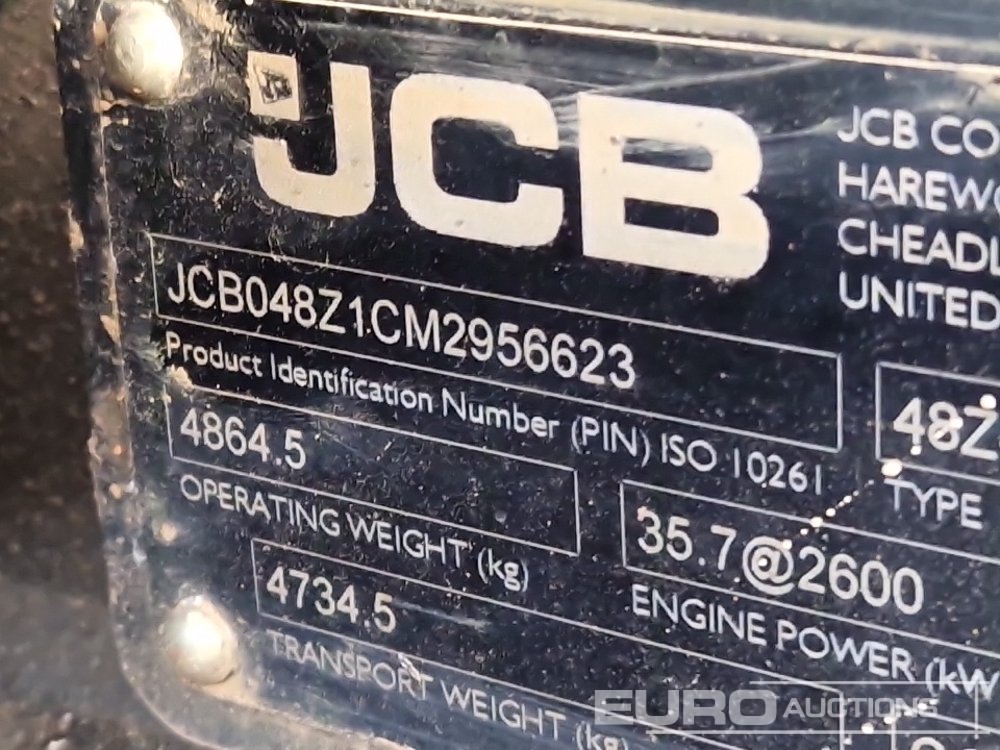 JCB
JCB CO
HAREWO
CHEADL
UNITED
JCB048Z1CM2956623
Product Identification Number (PIN) ISO 10261
48Z
TYPE
4864.5
OPERATING WEIGHT (kg)
35.7@2600
ENGINE POWER (kW
4734.5
TRANSPORT WEIGHT (kg)
EURO AUCTIONS